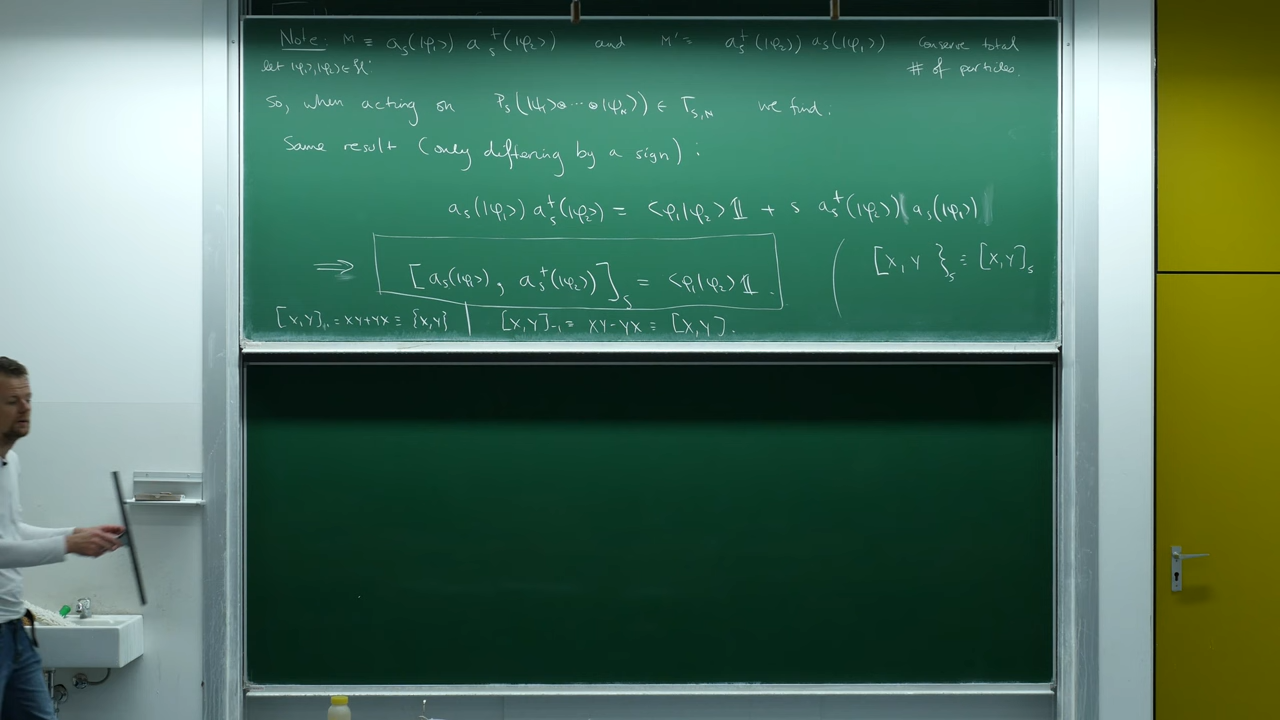 Note: M ≡ a_s(|φ₁⟩) a_s^†(|φ₂⟩) and M' ≡ a_s^†(|φ₂⟩) a_s(|φ₁⟩) conserve total
let |φ₁⟩,|φ₂⟩ ∈ ℋ # of particles.
So, when acting on P_s(|ψ₁⟩⊗⋯⊗|ψ_N⟩) ∈ Γ_{s,N} we find:
Same result (only differing by a sign):
a_s(|φ₁⟩) a_s^†(|φ₂⟩) = ⟨φ₁|φ₂⟩𝟙 + s a_s^†(|φ₂⟩) a_s(|φ₁⟩)
⟹ [a_s(|φ₁⟩), a_s^†(|φ₂⟩)]_s = ⟨φ₁|φ₂⟩𝟙. ([X,Y}_s ≡ [X,Y]_s
[X,Y]₁ = XY+YX ≡ {X,Y} | [X,Y]₋₁ = XY-YX ≡ [X,Y].